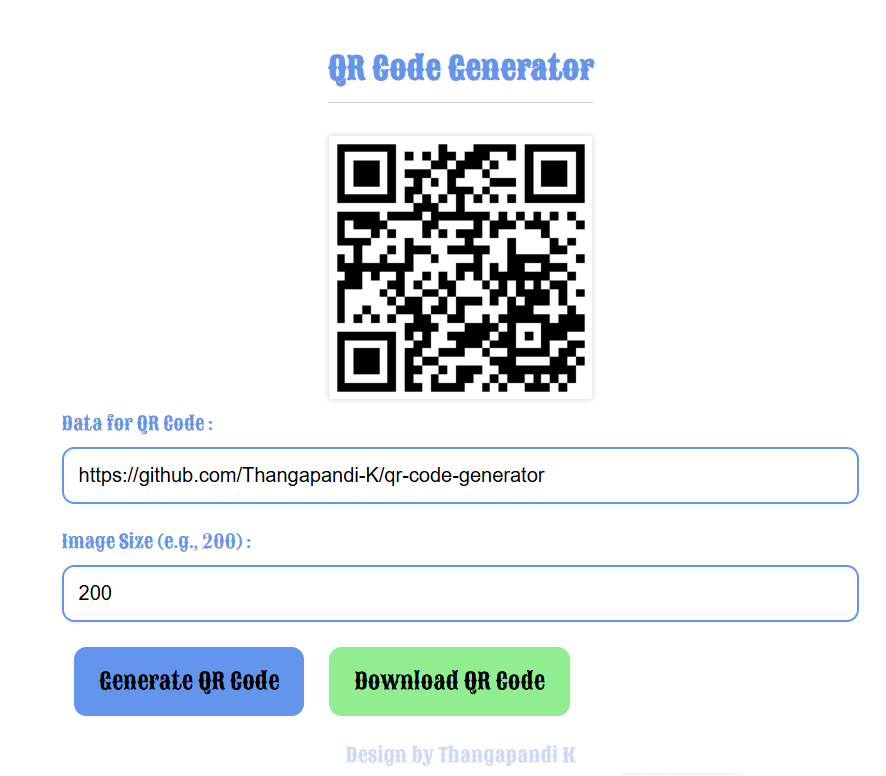 QR Code Generator
Data for QR Code :
https://github.com/Thangapandi-K/qr-code-generator
Image Size (e.g., 200) :
200
Generate QR Code
Download QR Code
Design by Thangapandi K